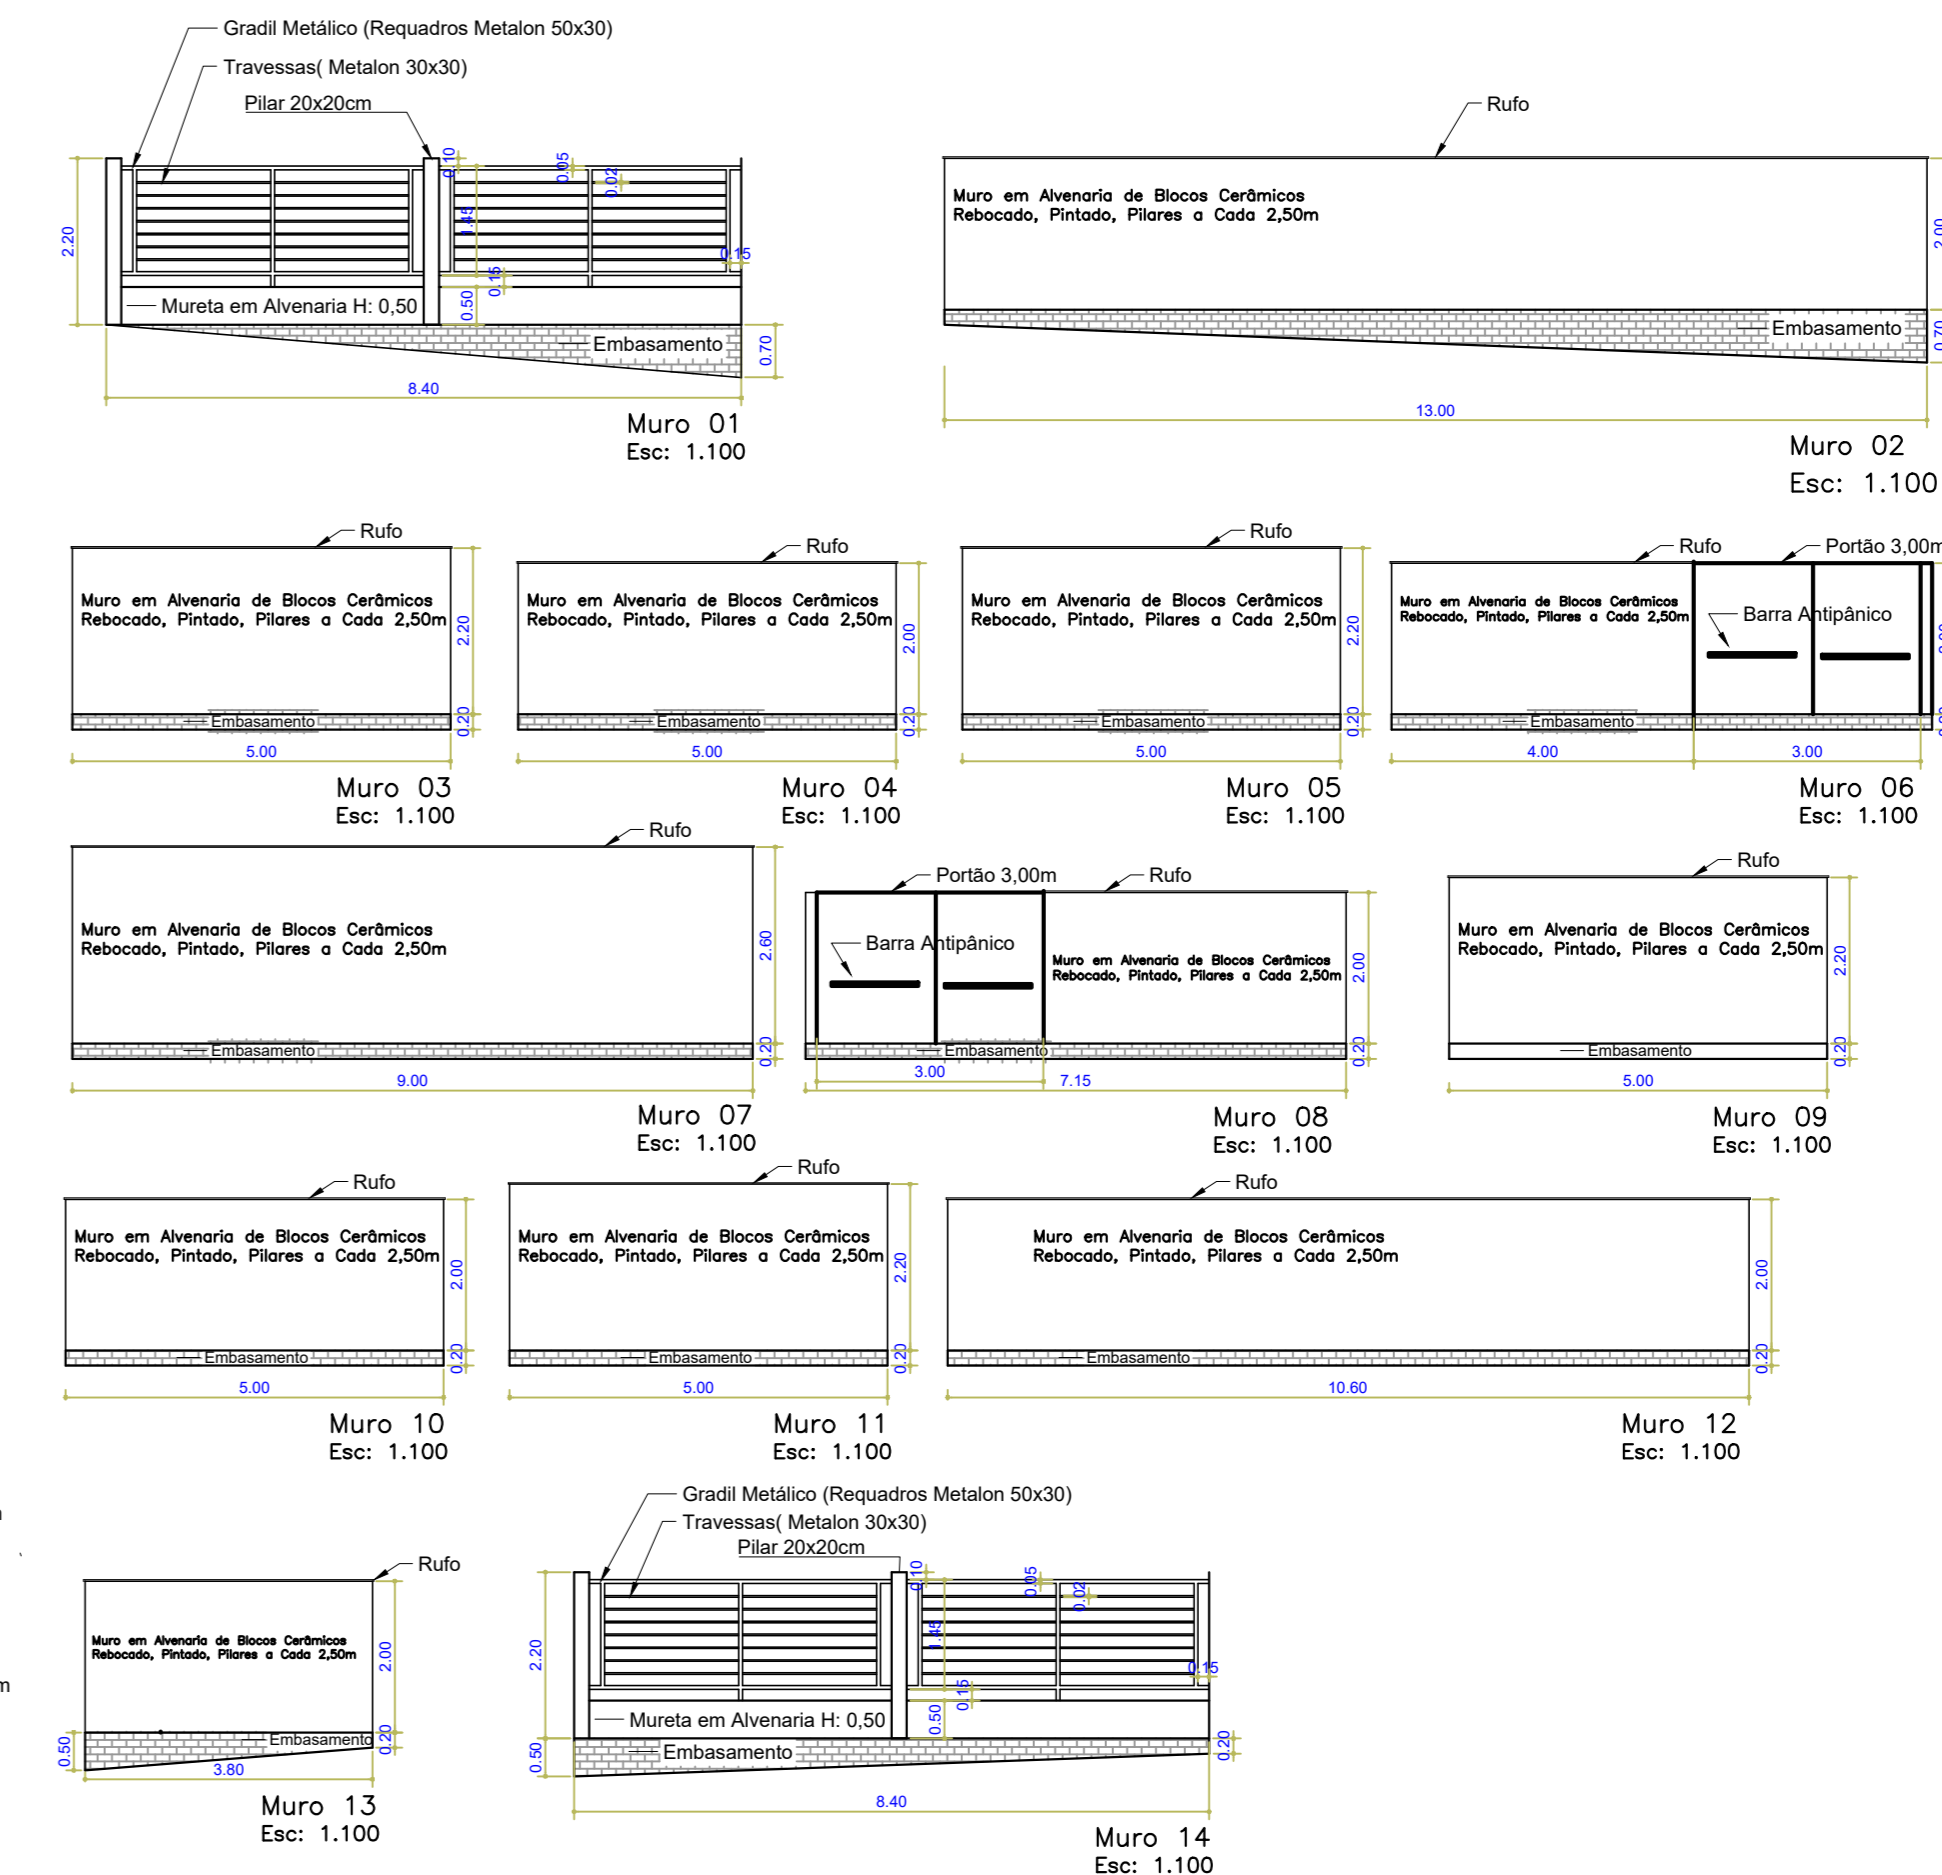 Gradil Metálico (Requadros Metalon 50x30)
Travessas( Metalon 30x30)
Pilar 20x20cm
0.10
0.05
0.02
2.20
1.45
0.15
0.15
0.50
Mureta em Alvenaria H: 0,50
Embasamento
0.70
8.40
Muro 01
Esc: 1.100
Rufo
Muro em Alvenaria de Blocos Cerâmicos
Rebocado, Pintado, Pilares a Cada 2,50m
2.00
Embasamento
0.70
13.00
Muro 02
Esc: 1.100
Rufo
Muro em Alvenaria de Blocos Cerâmicos
Rebocado, Pintado, Pilares a Cada 2,50m
2.20
Embasamento
0.20
5.00
Muro 03
Esc: 1.100
Rufo
Muro em Alvenaria de Blocos Cerâmicos
Rebocado, Pintado, Pilares a Cada 2,50m
2.00
Embasamento
0.20
5.00
Muro 04
Esc: 1.100
Rufo
Muro em Alvenaria de Blocos Cerâmicos
Rebocado, Pintado, Pilares a Cada 2,50m
2.20
Embasamento
0.20
5.00
Muro 05
Esc: 1.100
Rufo
Portão 3,00m
Muro em Alvenaria de Blocos Cerâmicos
Rebocado, Pintado, Pilares a Cada 2,50m
Barra Antipânico
Embasamento
4.00
3.00
Muro 06
Esc: 1.100
Rufo
Muro em Alvenaria de Blocos Cerâmicos
Rebocado, Pintado, Pilares a Cada 2,50m
2.60
Embasamento
0.20
9.00
Muro 07
Esc: 1.100
Portão 3,00m
Rufo
Barra Antipânico
Muro em Alvenaria de Blocos Cerâmicos
Rebocado, Pintado, Pilares a Cada 2,50m
2.00
Embasamento
0.20
3.00
7.15
Muro 08
Esc: 1.100
Rufo
Muro em Alvenaria de Blocos Cerâmicos
Rebocado, Pintado, Pilares a Cada 2,50m
2.20
Embasamento
0.20
5.00
Muro 09
Esc: 1.100
Rufo
Muro em Alvenaria de Blocos Cerâmicos
Rebocado, Pintado, Pilares a Cada 2,50m
2.00
Embasamento
0.20
5.00
Muro 10
Esc: 1.100
Rufo
Muro em Alvenaria de Blocos Cerâmicos
Rebocado, Pintado, Pilares a Cada 2,50m
2.20
Embasamento
0.20
5.00
Muro 11
Esc: 1.100
Rufo
Muro em Alvenaria de Blocos Cerâmicos
Rebocado, Pintado, Pilares a Cada 2,50m
2.00
Embasamento
0.20
10.60
Muro 12
Esc: 1.100
Rufo
Muro em Alvenaria de Blocos Cerâmicos
Rebocado, Pintado, Pilares a Cada 2,50m
2.00
m
0.50
Embasamento
0.20
3.80
Muro 13
Esc: 1.100
Gradil Metálico (Requadros Metalon 50x30)
Travessas( Metalon 30x30)
Pilar 20x20cm
0.10
0.05
0.02
2.20
1.45
0.15
0.15
0.50
Mureta em Alvenaria H: 0,50
0.50
Embasamento
0.20
8.40
Muro 14
Esc: 1.100